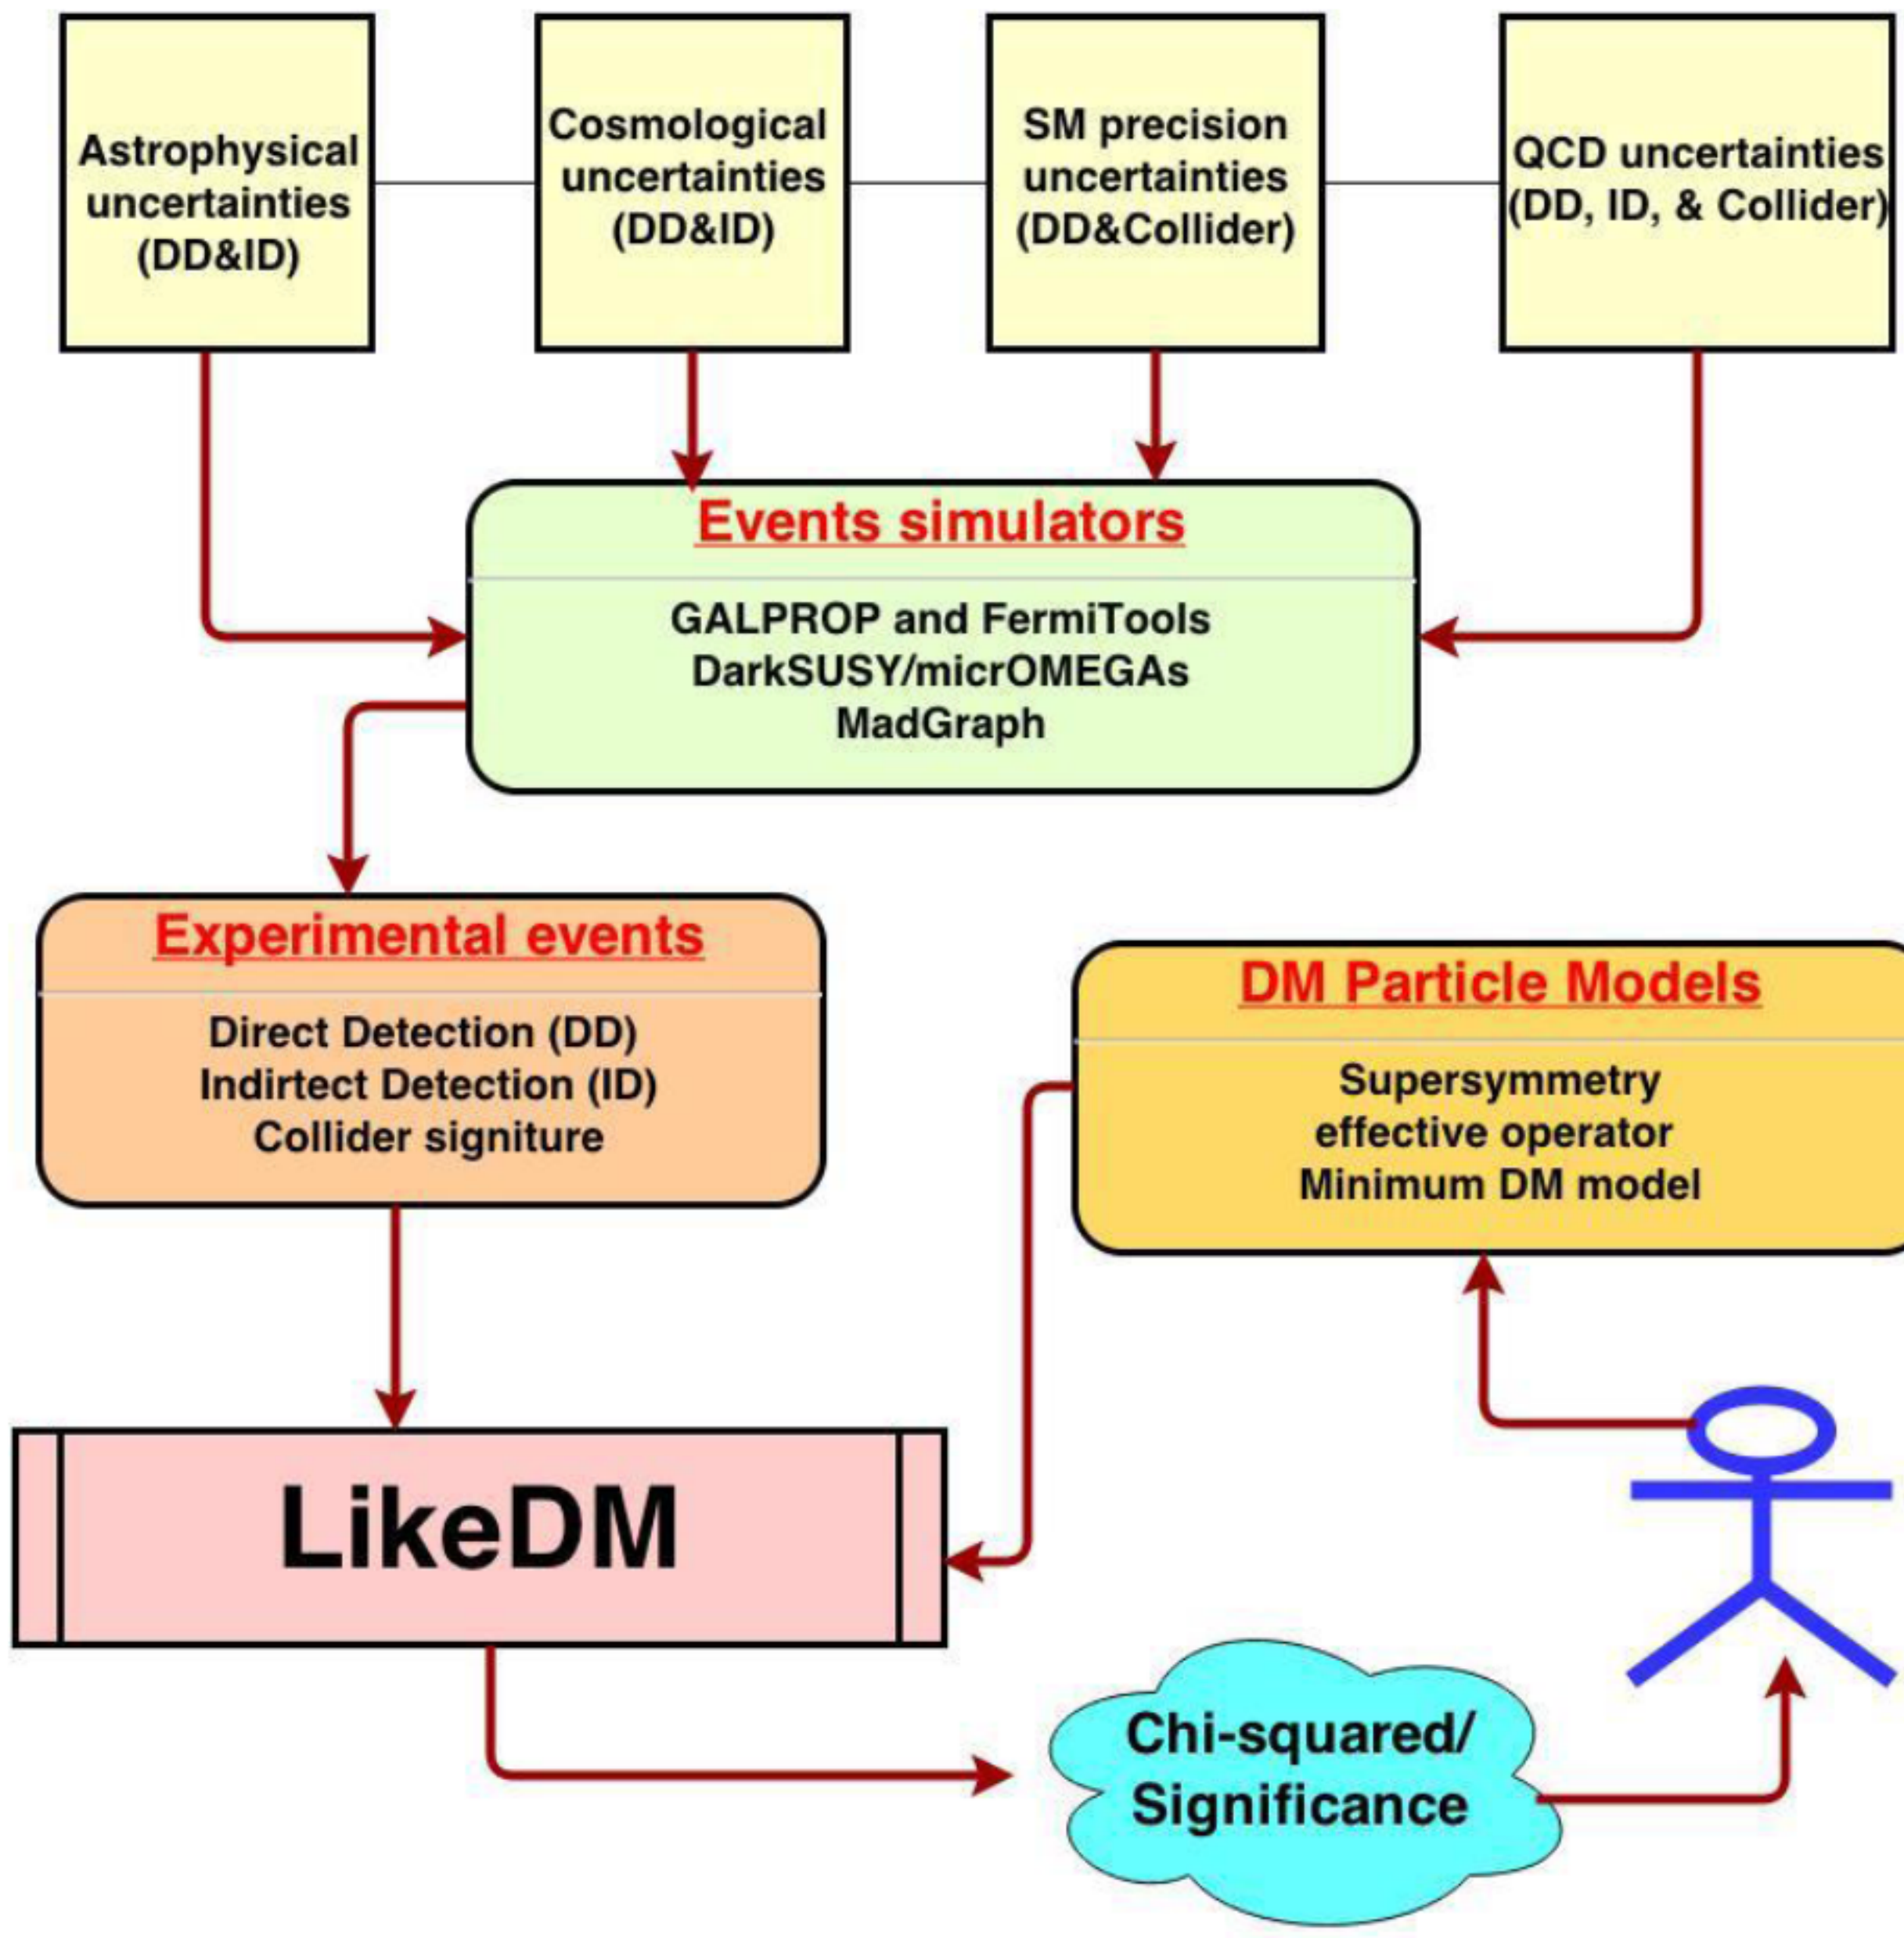 Astrophysical
uncertainties
(DD&ID)
Cosmological
uncertainties
(DD&ID)
SM precision
uncertainties
(DD&Collider)
QCD uncertainties
(DD, ID, & Collider)
Events simulators
GALPROP and FermiTools
DarkSUSY/micrOMEGAs
MadGraph
Experimental events
Direct Detection (DD)
Indirtect Detection (ID)
Collider signiture
DM Particle Models
Supersymmetry
effective operator
Minimum DM model
LikeDM
Chi-squared/
Significance